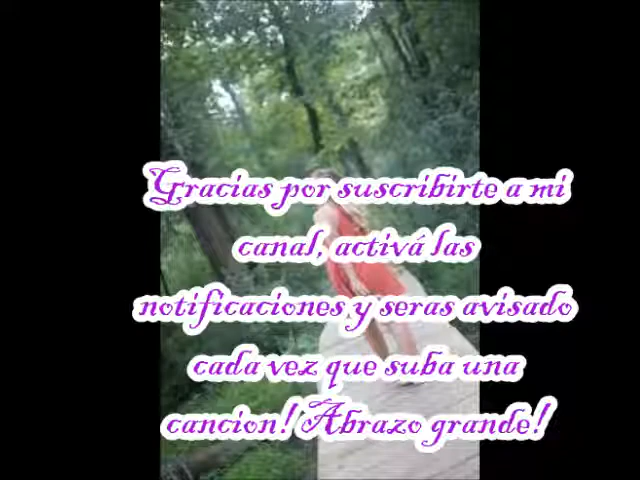 Gracias por suscribirte a mi
canal, activá las
notificaciones y seras avisado
cada vez que suba una
cancion! Abrazo grande!